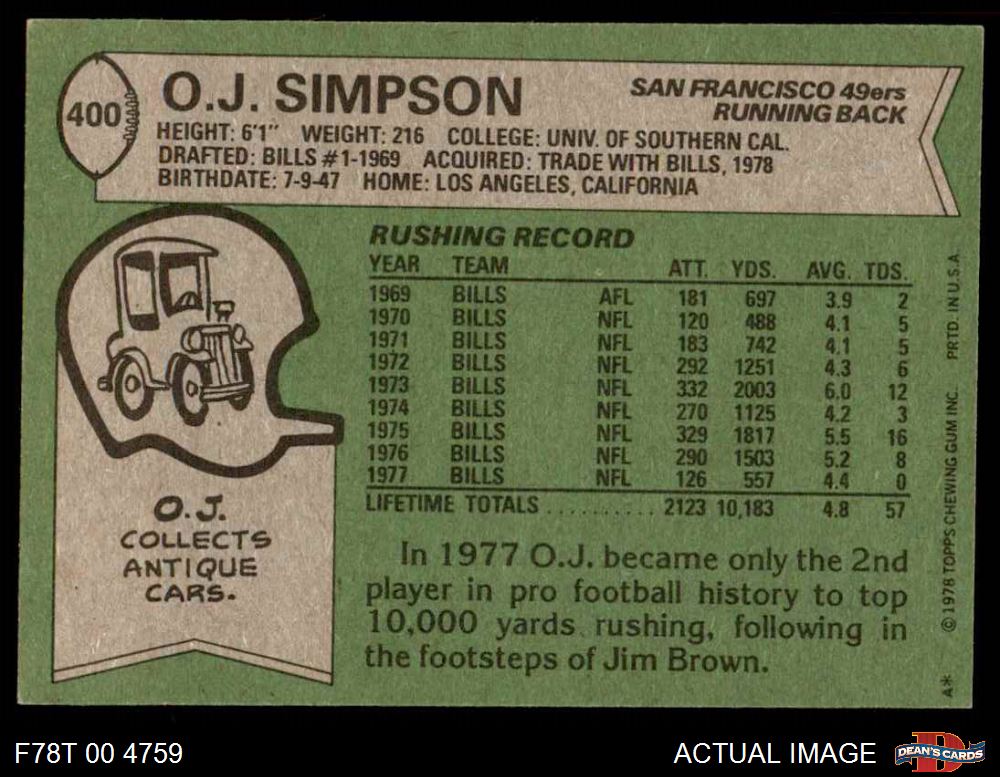 400
O.J. SIMPSON
SAN FRANCISCO 49ers
RUNNING BACK
HEIGHT: 6'1" WEIGHT: 216 COLLEGE: UNIV. OF SOUTHERN CAL.
DRAFTED: BILLS #1-1969 ACQUIRED: TRADE WITH BILLS, 1978
BIRTHDATE: 7-9-47 HOME: LOS ANGELES, CALIFORNIA
RUSHING RECORD
YEAR TEAM ATT. YDS. AVG. TDS.
1969 BILLS AFL 181 697 3.9 2
1970 BILLS NFL 120 488 4.1 5
1971 BILLS NFL 183 742 4.1 5
1972 BILLS NFL 292 1251 4.3 6
1973 BILLS NFL 332 2003 6.0 12
1974 BILLS NFL 270 1125 4.2 3
1975 BILLS NFL 329 1817 5.5 16
1976 BILLS NFL 290 1503 5.2 8
1977 BILLS NFL 126 557 4.4 0
LIFETIME TOTALS .......... 2123 10,183 4.8 57
O.J.
COLLECTS
ANTIQUE
CARS.
In 1977 O.J. became only the 2nd
player in pro football history to top
10,000 yards rushing, following in
the footsteps of Jim Brown.
A* © 1978 TOPPS CHEWING GUM INC. PRTD. IN U.S.A.
F78T 00 4759
ACTUAL IMAGE
D
DEAN'S CARDS